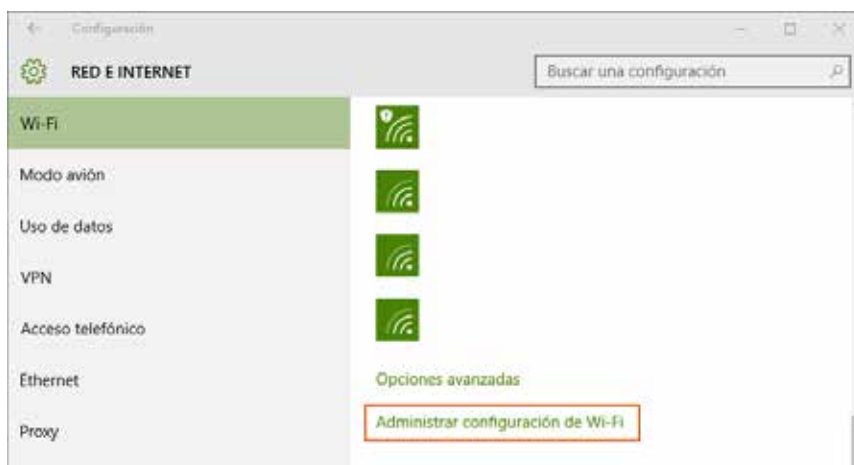 Configuración
RED E INTERNET
Buscar una configuración
Wi-Fi
Modo avión
Uso de datos
VPN
Acceso telefónico
Ethernet
Proxy
Opciones avanzadas
Administrar configuración de Wi-Fi